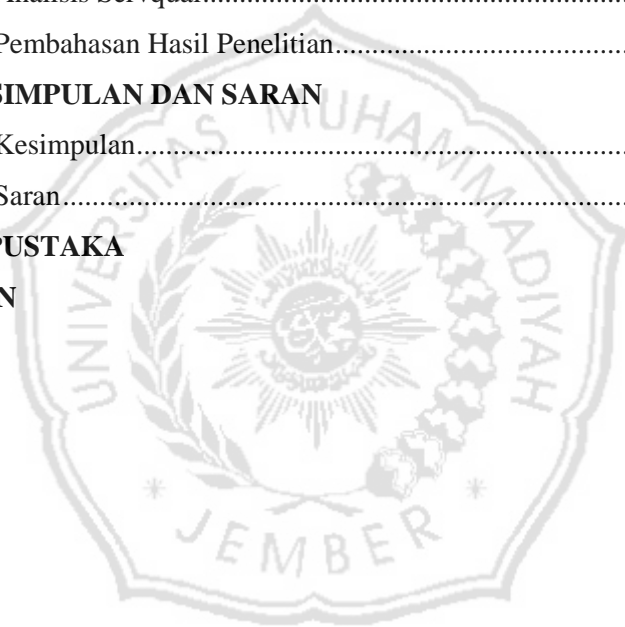 Analisis Servqual......................................................
Pembahasan Hasil Penelitian......................................
SIMPULAN DAN SARAN
Kesimpulan................................................................
Saran..........................................................................
PUSTAKA
N
UNIVERSITAS MUHAMMADIYAH
JEMBER